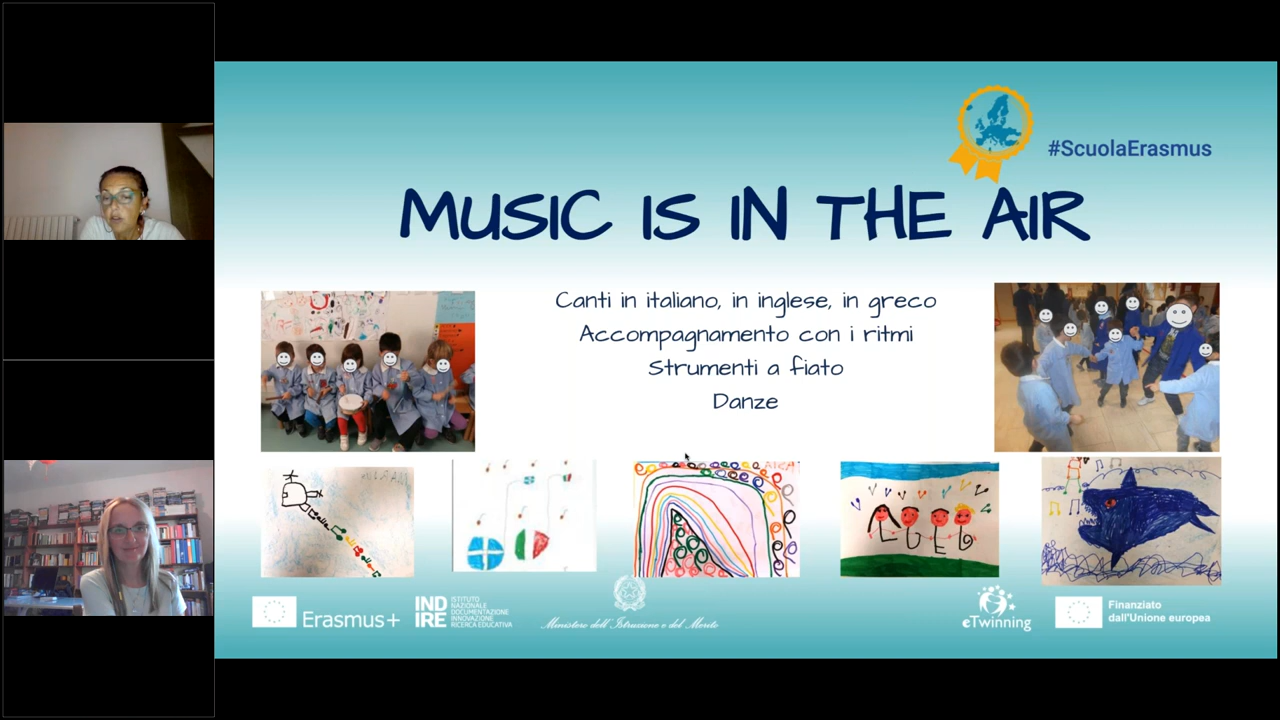 #ScuolaErasmus
MUSIC IS IN THE AIR
Canti in italiano, in inglese, in greco
Accompagnamento con i ritmi
Strumenti a fiato
Danze
Erasmus+
INDIRE
ISTITUTO
NAZIONALE
DOCUMENTAZIONE
INNOVAZIONE
RICERCA EDUCATIVA
Ministero dell'Istruzione e del Merito
eTwinning
Finanziato
dall'Unione europea